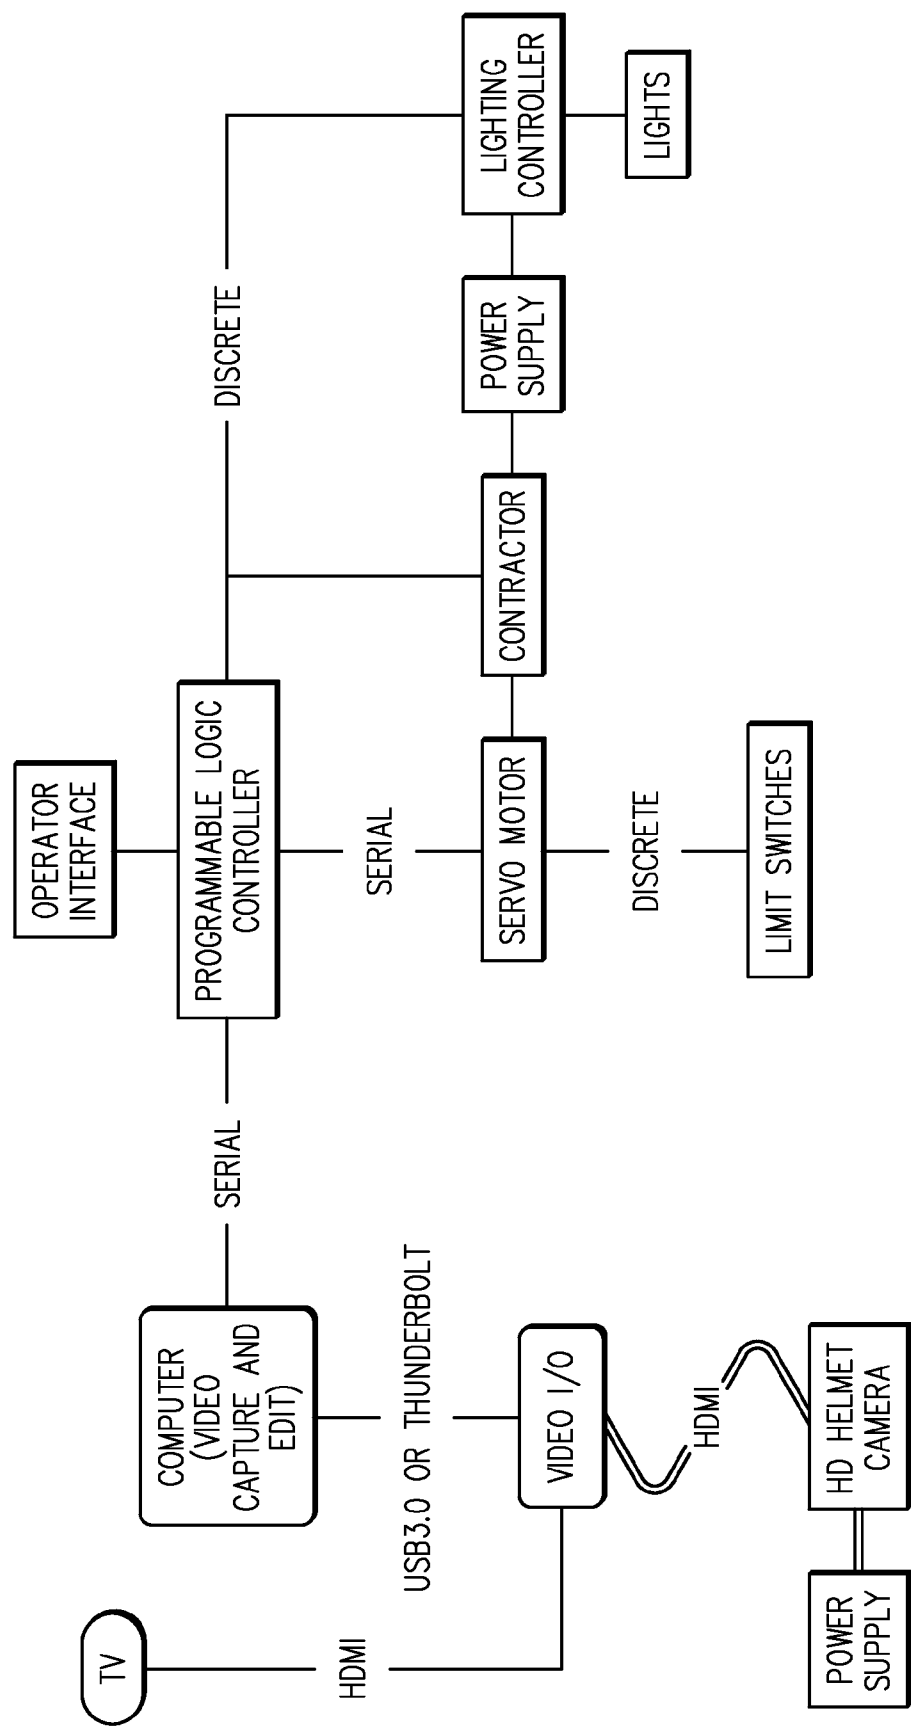 TV
HDMI
COMPUTER
(VIDEO
CAPTURE AND
EDIT)
USB3.0 OR THUNDERBOLT
VIDEO I/O
HDMI
HD HELMET
CAMERA
POWER
SUPPLY
SERIAL
OPERATOR
INTERFACE
PROGRAMMABLE LOGIC
CONTROLLER
SERIAL
SERVO MOTOR
DISCRETE
LIMIT SWITCHES
DISCRETE
CONTRACTOR
POWER
SUPPLY
LIGHTING
CONTROLLER
LIGHTS